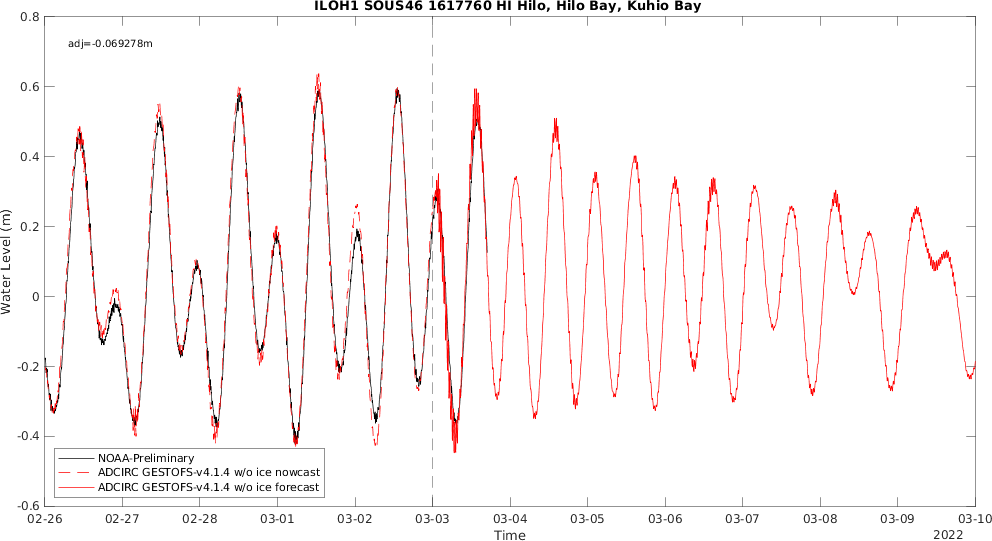 ILOH1 SOUS46 1617760 HI Hilo, Hilo Bay, Kuhio Bay
0.8
adj=-0.069278m
0.6
0.4
0.2
0
-0.2
-0.4
-0.6
Water Level (m)
NOAA-Preliminary
ADCIRC GESTOFS-v4.1.4 w/o ice nowcast
ADCIRC GESTOFS-v4.1.4 w/o ice forecast
02-26 02-27 02-28 03-01 03-02 03-03 03-04 03-05 03-06 03-07 03-08 03-09 03-10
Time
2022